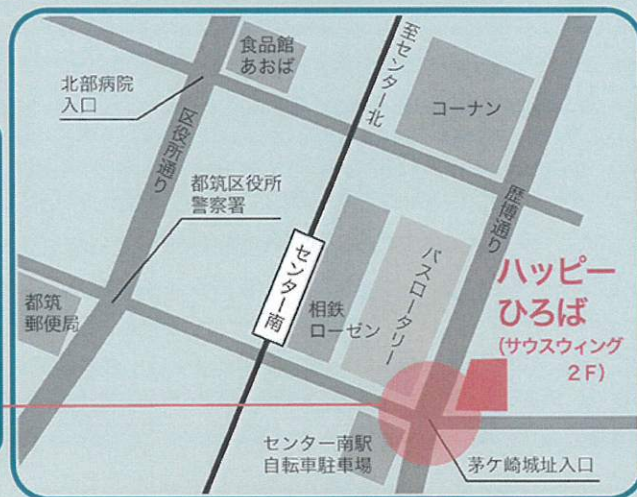 食品館
あおば
至センター北
北部病院
入口
コーナン
区役所通り
都筑区役所
警察署
歴博通り
センター南
バスロータリー
ハッピー
ひろば
(サウスウィング
2F)
都筑
郵便局
相鉄
ローゼン
センター南駅
自転車駐車場
茅ケ崎城址入口